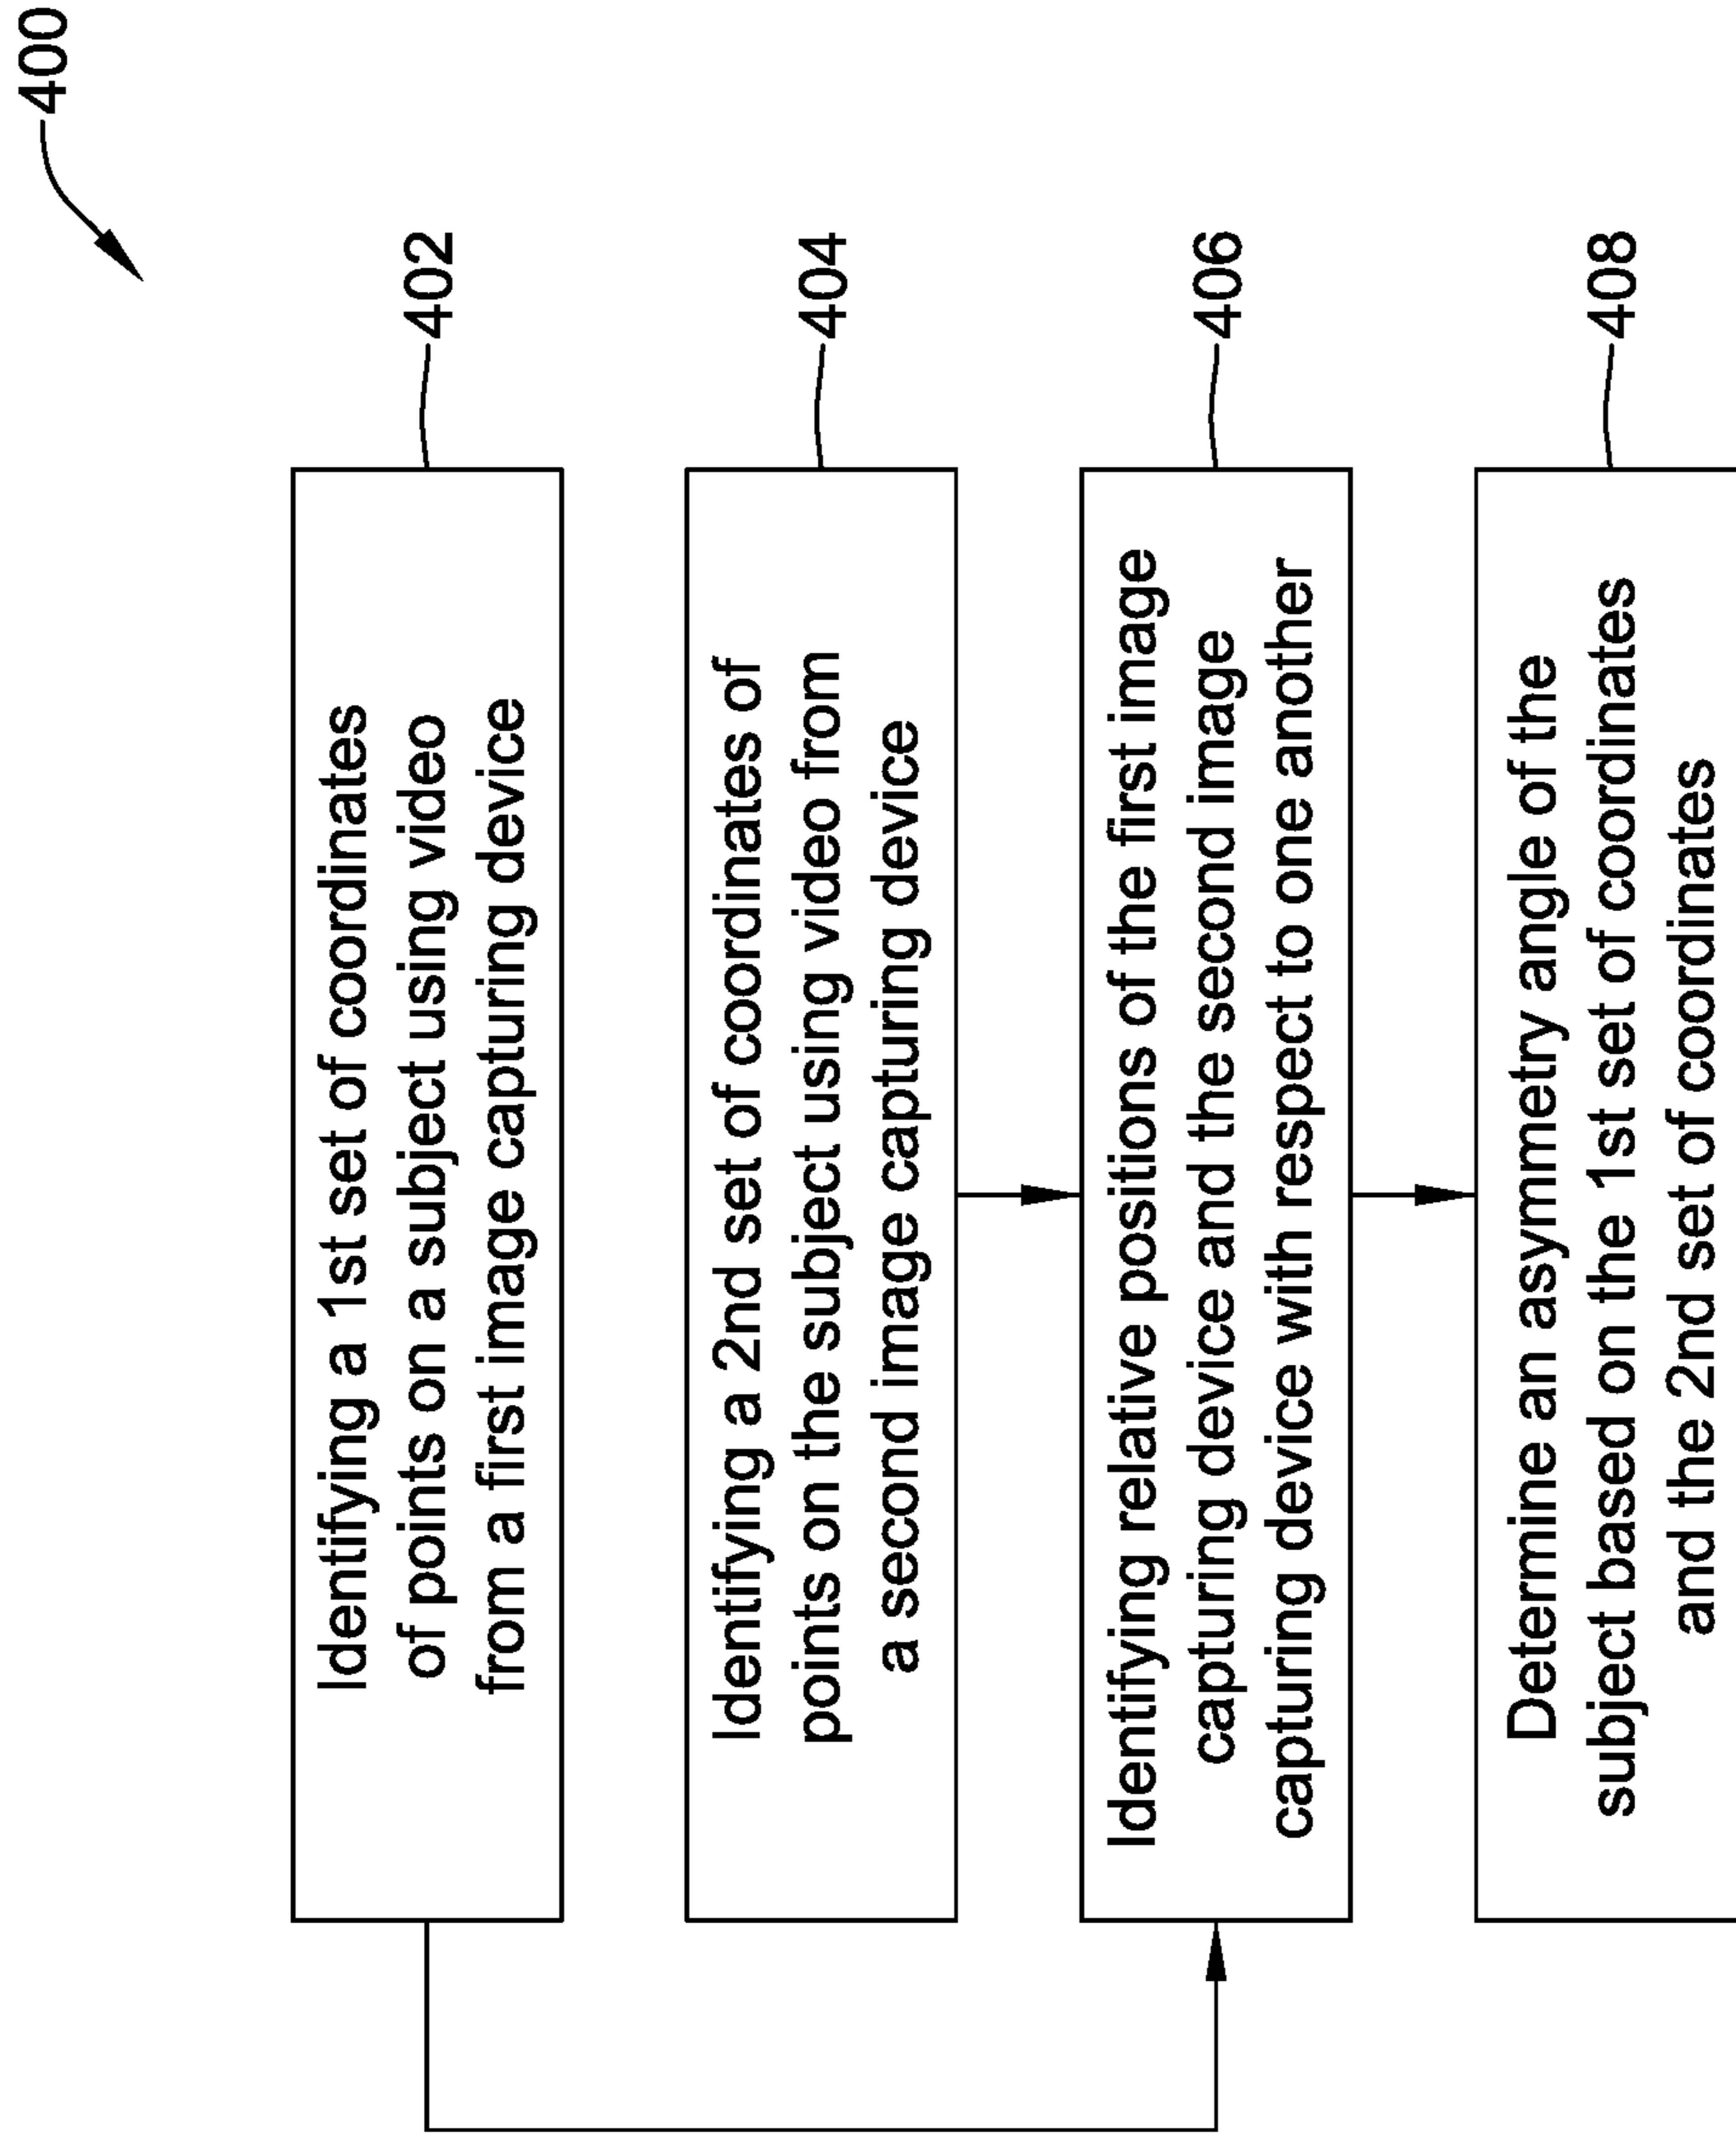 400
Identifying a 1st set of coordinates
of points on a subject using video
from a first image capturing device
402
Identifying a 2nd set of coordinates of
points on the subject using video from
a second image capturing device
404
Identifying relative positions of the first image
capturing device and the second image
capturing device with respect to one another
406
Determine an asymmetry angle of the
subject based on the 1st set of coordinates
and the 2nd set of coordinates
408